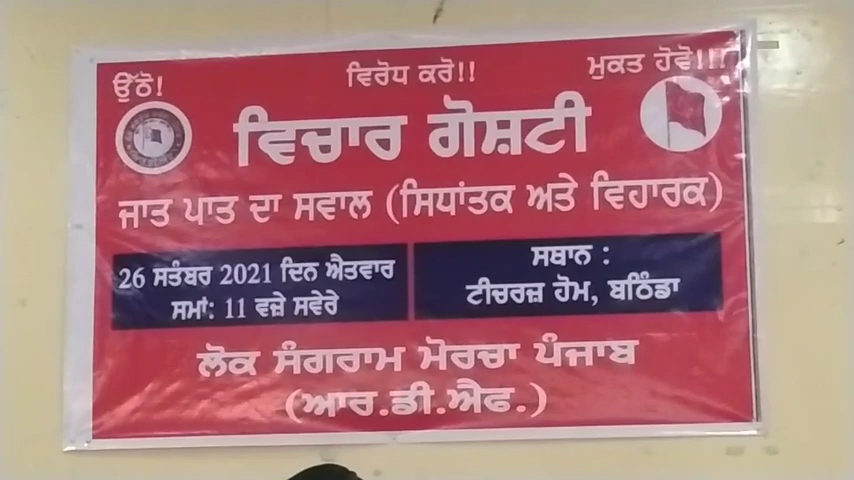 ਉੱਠੋ! ਵਿਰੋਧ ਕਰੋ!! ਮੁਕਤ ਹੋਵੋ!!!
ਵਿਚਾਰ ਗੋਸ਼ਟੀ
ਜਾਤ ਪਾਤ ਦਾ ਸਵਾਲ (ਸਿਧਾਂਤਕ ਅਤੇ ਵਿਹਾਰਕ)
26 ਸਤੰਬਰ 2021 ਦਿਨ ਐਤਵਾਰ
ਸਮਾਂ: 11 ਵਜ਼ੇ ਸਵੇਰੇ
ਸਥਾਨ :
ਟੀਚਰਜ਼ ਹੋਮ, ਬਠਿੰਡਾ
ਲੋਕ ਸੰਗਰਾਮ ਮੋਰਚਾ ਪੰਜਾਬ
(ਆਰ.ਡੀ.ਐਫ.)